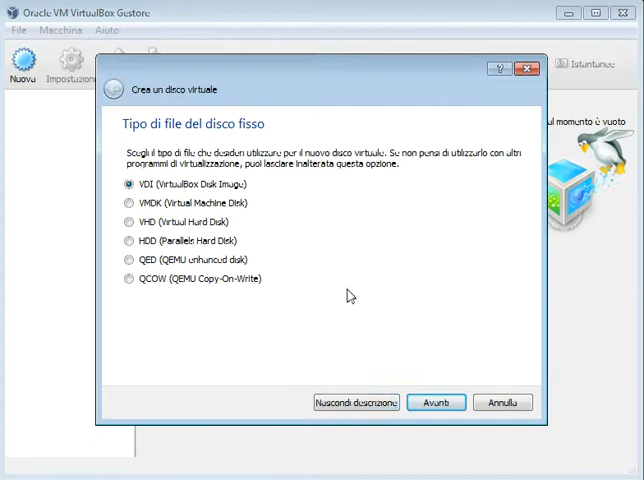 Oracle VM VirtualBox Gestore
File Macchina Aiuto
Nuova Impostazioni Istantanee
Crea un disco virtuale
Tipo di file del disco fisso
Scegli il tipo di file che desideri utilizzare per il nuovo disco virtuale. Se non pensi di utilizzarlo con altri
programmi di virtualizzazione, puoi lasciare inalterata questa opzione.
al momento è vuoto
VDI (VirtualBox Disk Image)
VMDK (Virtual Machine Disk)
VHD (Virtual Hard Disk)
HDD (Parallels Hard Disk)
QED (QEMU enhanced disk)
QCOW (QEMU Copy-On-Write)
Nascondi descrizione Avanti Annulla